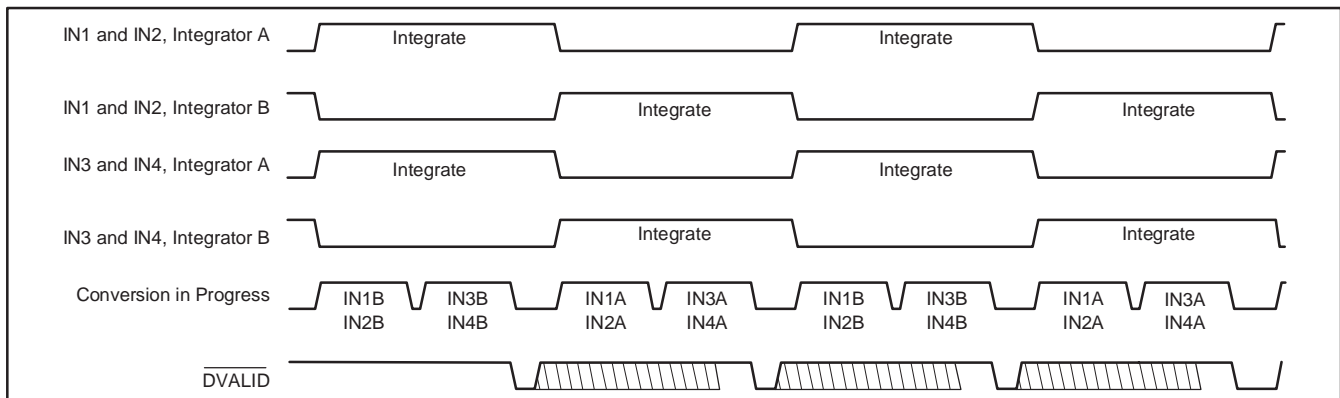 IN1 and IN2, Integrator A
Integrate
Integrate
IN1 and IN2, Integrator B
Integrate
Integrate
IN3 and IN4, Integrator A
Integrate
Integrate
IN3 and IN4, Integrator B
Integrate
Integrate
Conversion in Progress
IN1B
IN2B
IN3B
IN4B
IN1A
IN2A
IN3A
IN4A
IN1B
IN2B
IN3B
IN4B
IN1A
IN2A
IN3A
IN4A
DVALID